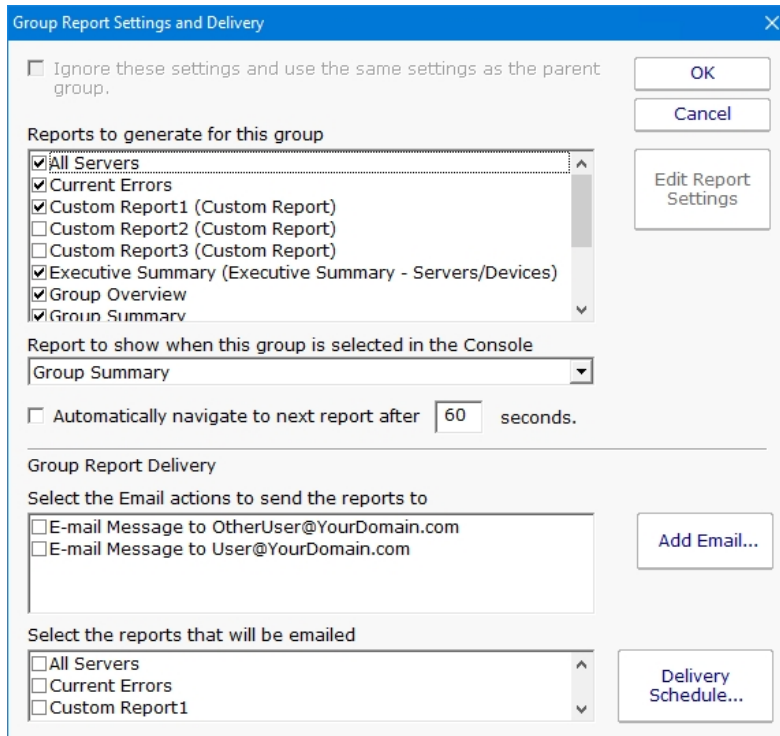 Group Report Settings and Delivery
Ignore these settings and use the same settings as the parent
group.
OK
Cancel
Reports to generate for this group
All Servers
Current Errors
Custom Report1 (Custom Report)
Custom Report2 (Custom Report)
Custom Report3 (Custom Report)
Executive Summary (Executive Summary - Servers/Devices)
Group Overview
Group Summary
Edit Report
Settings
Report to show when this group is selected in the Console
Group Summary
Automatically navigate to next report after 60 seconds.
Group Report Delivery
Select the Email actions to send the reports to
E-mail Message to OtherUser@YourDomain.com
E-mail Message to User@YourDomain.com
Add Email...
Select the reports that will be emailed
All Servers
Current Errors
Custom Report1
Delivery
Schedule...